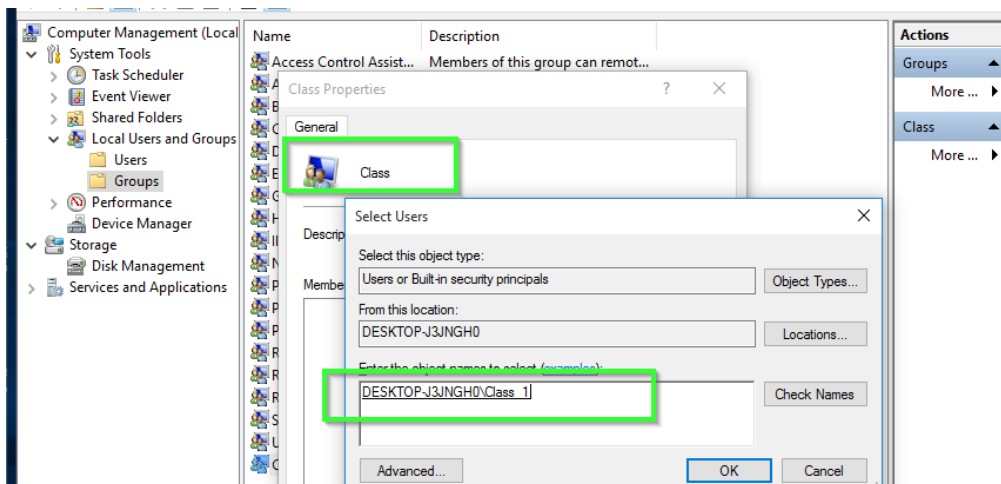 Computer Management (Local
System Tools
Task Scheduler
Event Viewer
Shared Folders
Local Users and Groups
Users
Groups
Performance
Device Manager
Storage
Disk Management
Services and Applications
Name Description
Access Control Assist... Members of this group can remot...
Class Properties ?
General
Class
Descrip
Membe
Select Users
Select this object type:
Users or Built-in security principals
Object Types...
From this location:
DESKTOP-J3JNGH0
Locations...
Enter the object names to select (examples):
DESKTOP-J3JNGH0\Class_1
Check Names
Advanced...
OK
Cancel
Actions
Groups
More ...
Class
More ...